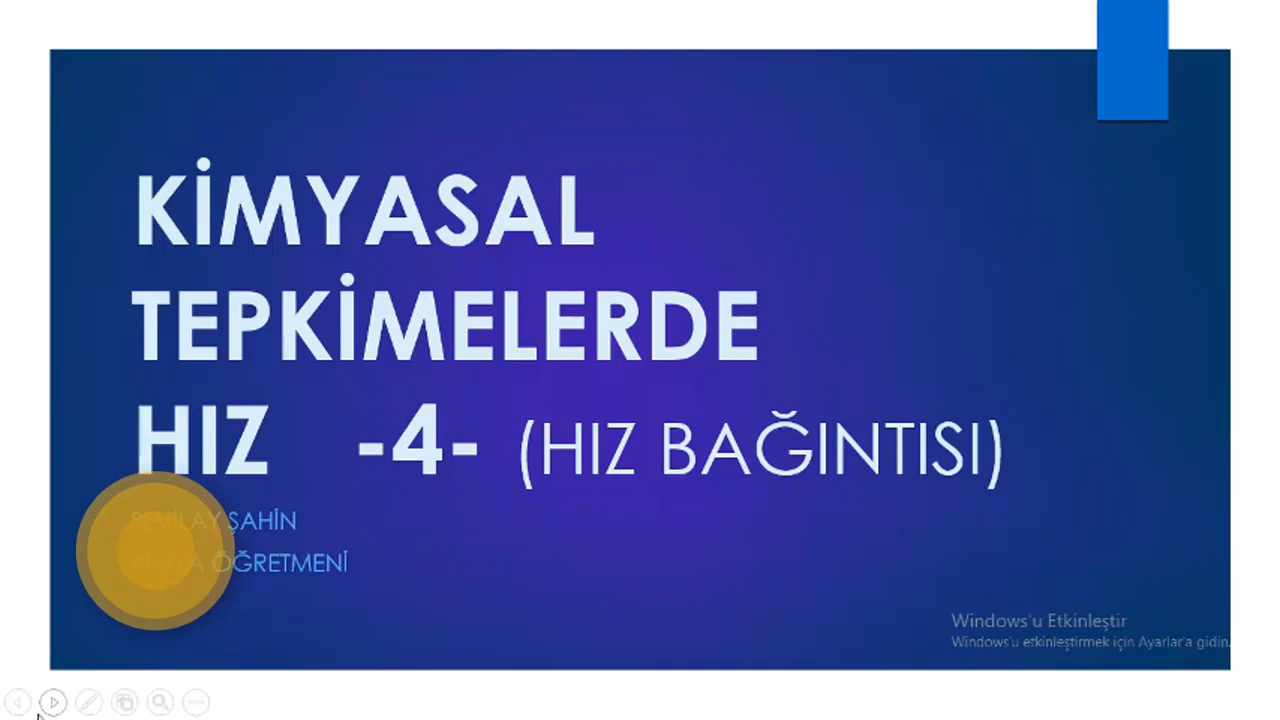 KİMYASAL
TEPKİMELERDE
HIZ -4- (HIZ BAĞINTISI)
ŞAHİN
ÖĞRETMENİ
Windows'u Etkinleştir
Windows'u etkinleştirmek için Ayarlar'a gidin.